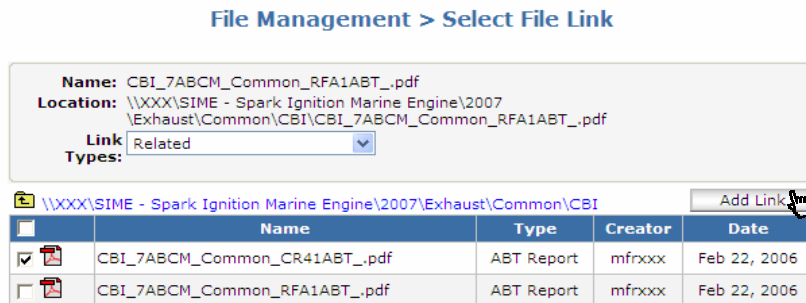 File Management > Select File Link
Name: CBI_7ABCM_Common_RFA1ABT_.pdf
Location: \\XXX\SIME - Spark Ignition Marine Engine\2007
\Exhaust\Common\CBI\CBI_7ABCM_Common_RFA1ABT_.pdf
Link Types: Related
\\XXX\SIME - Spark Ignition Marine Engine\2007\Exhaust\Common\CBI Add Link
Name Type Creator Date
CBI_7ABCM_Common_CR41ABT_.pdf ABT Report mfrxxx Feb 22, 2006
CBI_7ABCM_Common_RFA1ABT_.pdf ABT Report mfrxxx Feb 22, 2006